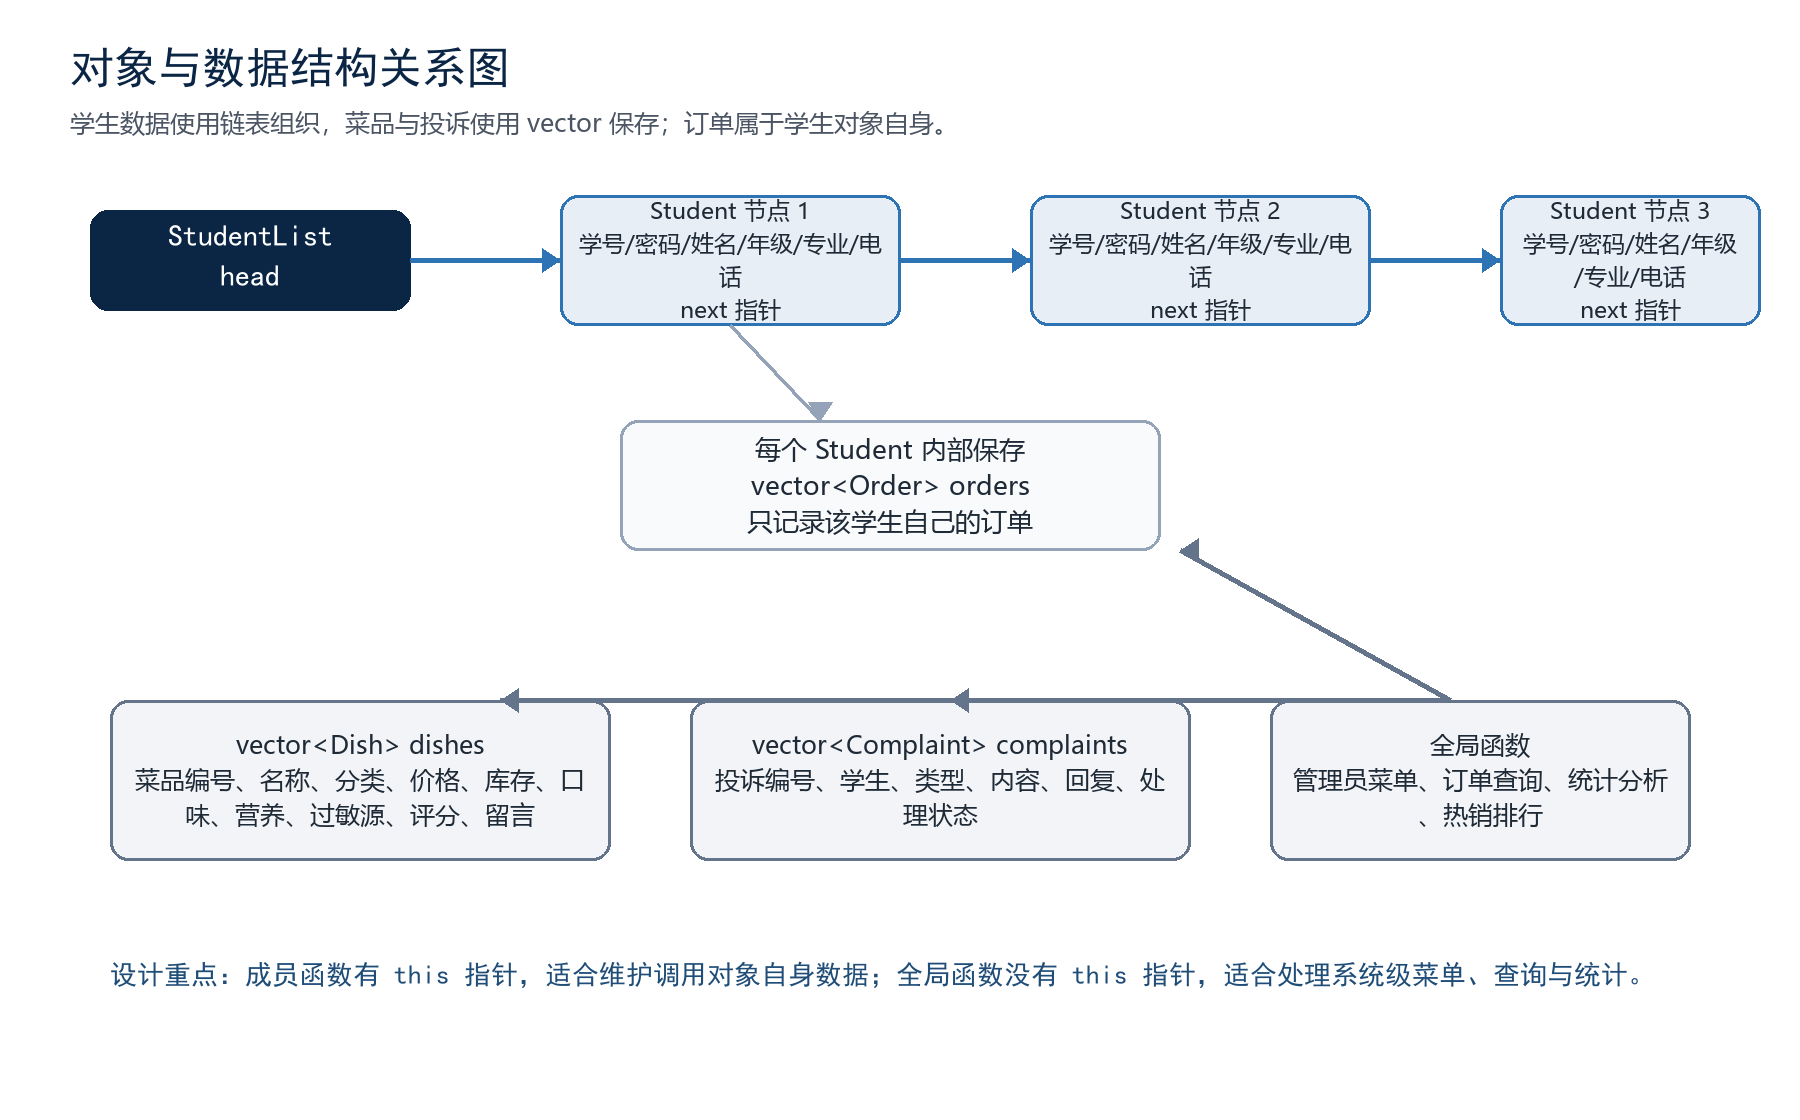 对象与数据结构关系图
学生数据使用链表组织，菜品与投诉使用 vector 保存；订单属于学生对象自身。
StudentList
head
Student 节点 1
学号/密码/姓名/年级/专业/电
话
next 指针
Student 节点 2
学号/密码/姓名/年级/专业/电
话
next 指针
Student 节点 3
学号/密码/姓名/年级
/专业/电话
next 指针
每个 Student 内部保存
vector<Order> orders
只记录该学生自己的订单
vector<Dish> dishes
菜品编号、名称、分类、价格、库存、口
味、营养、过敏源、评分、留言
vector<Complaint> complaints
投诉编号、学生、类型、内容、回复、处
理状态
全局函数
管理员菜单、订单查询、统计分析
、热销排行
设计重点：成员函数有 this 指针，适合维护调用对象自身数据；全局函数没有 this 指针，适合处理系统级菜单、查询与统计。